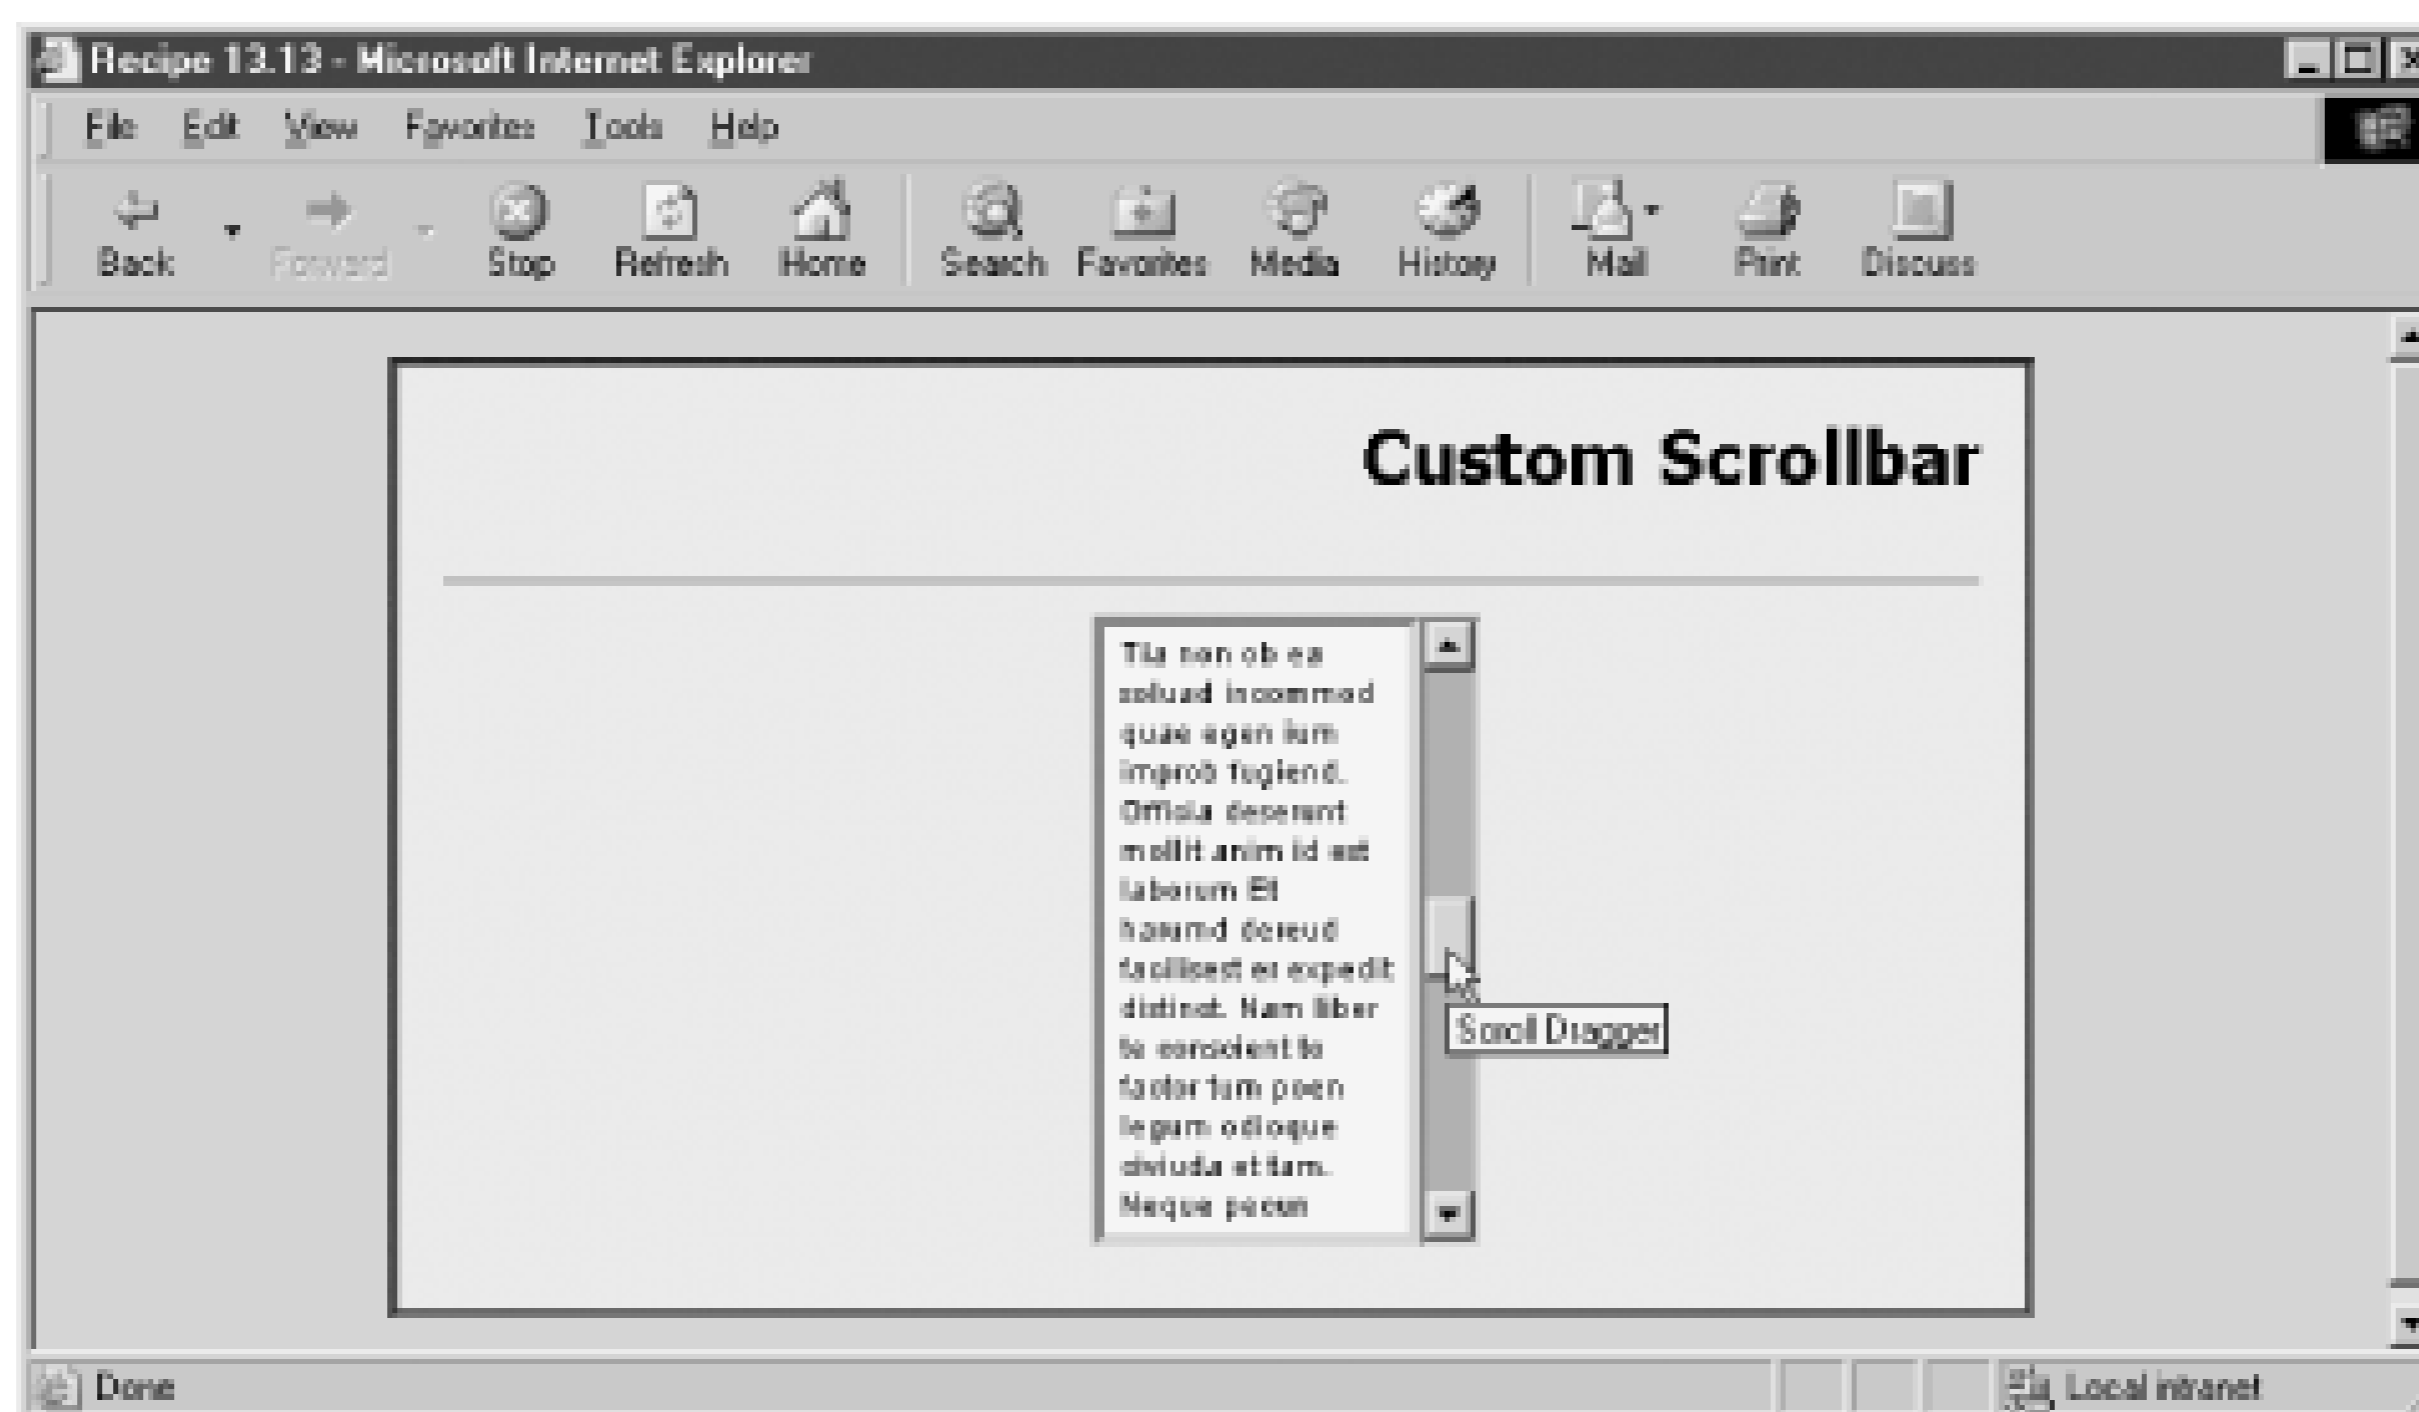 Recipe 13.13 - Microsoft Internet Explorer
File Edit View Favorites Tools Help
Back Forward Stop Refresh Home Search Favorites Media History Mail Print Discuss
Custom Scrollbar
Tia non ob ea
soluad incommod
quae egen ium
improb fugiend.
Officia deserunt
mollit anim id est
laborum Et
harumd dereud
facilisest er expedit
distinct. Nam liber
te conscient to
factor tum poen
legum odioque
civiuda et tam.
Neque pecun
Scroll Dragger
Done Local intranet